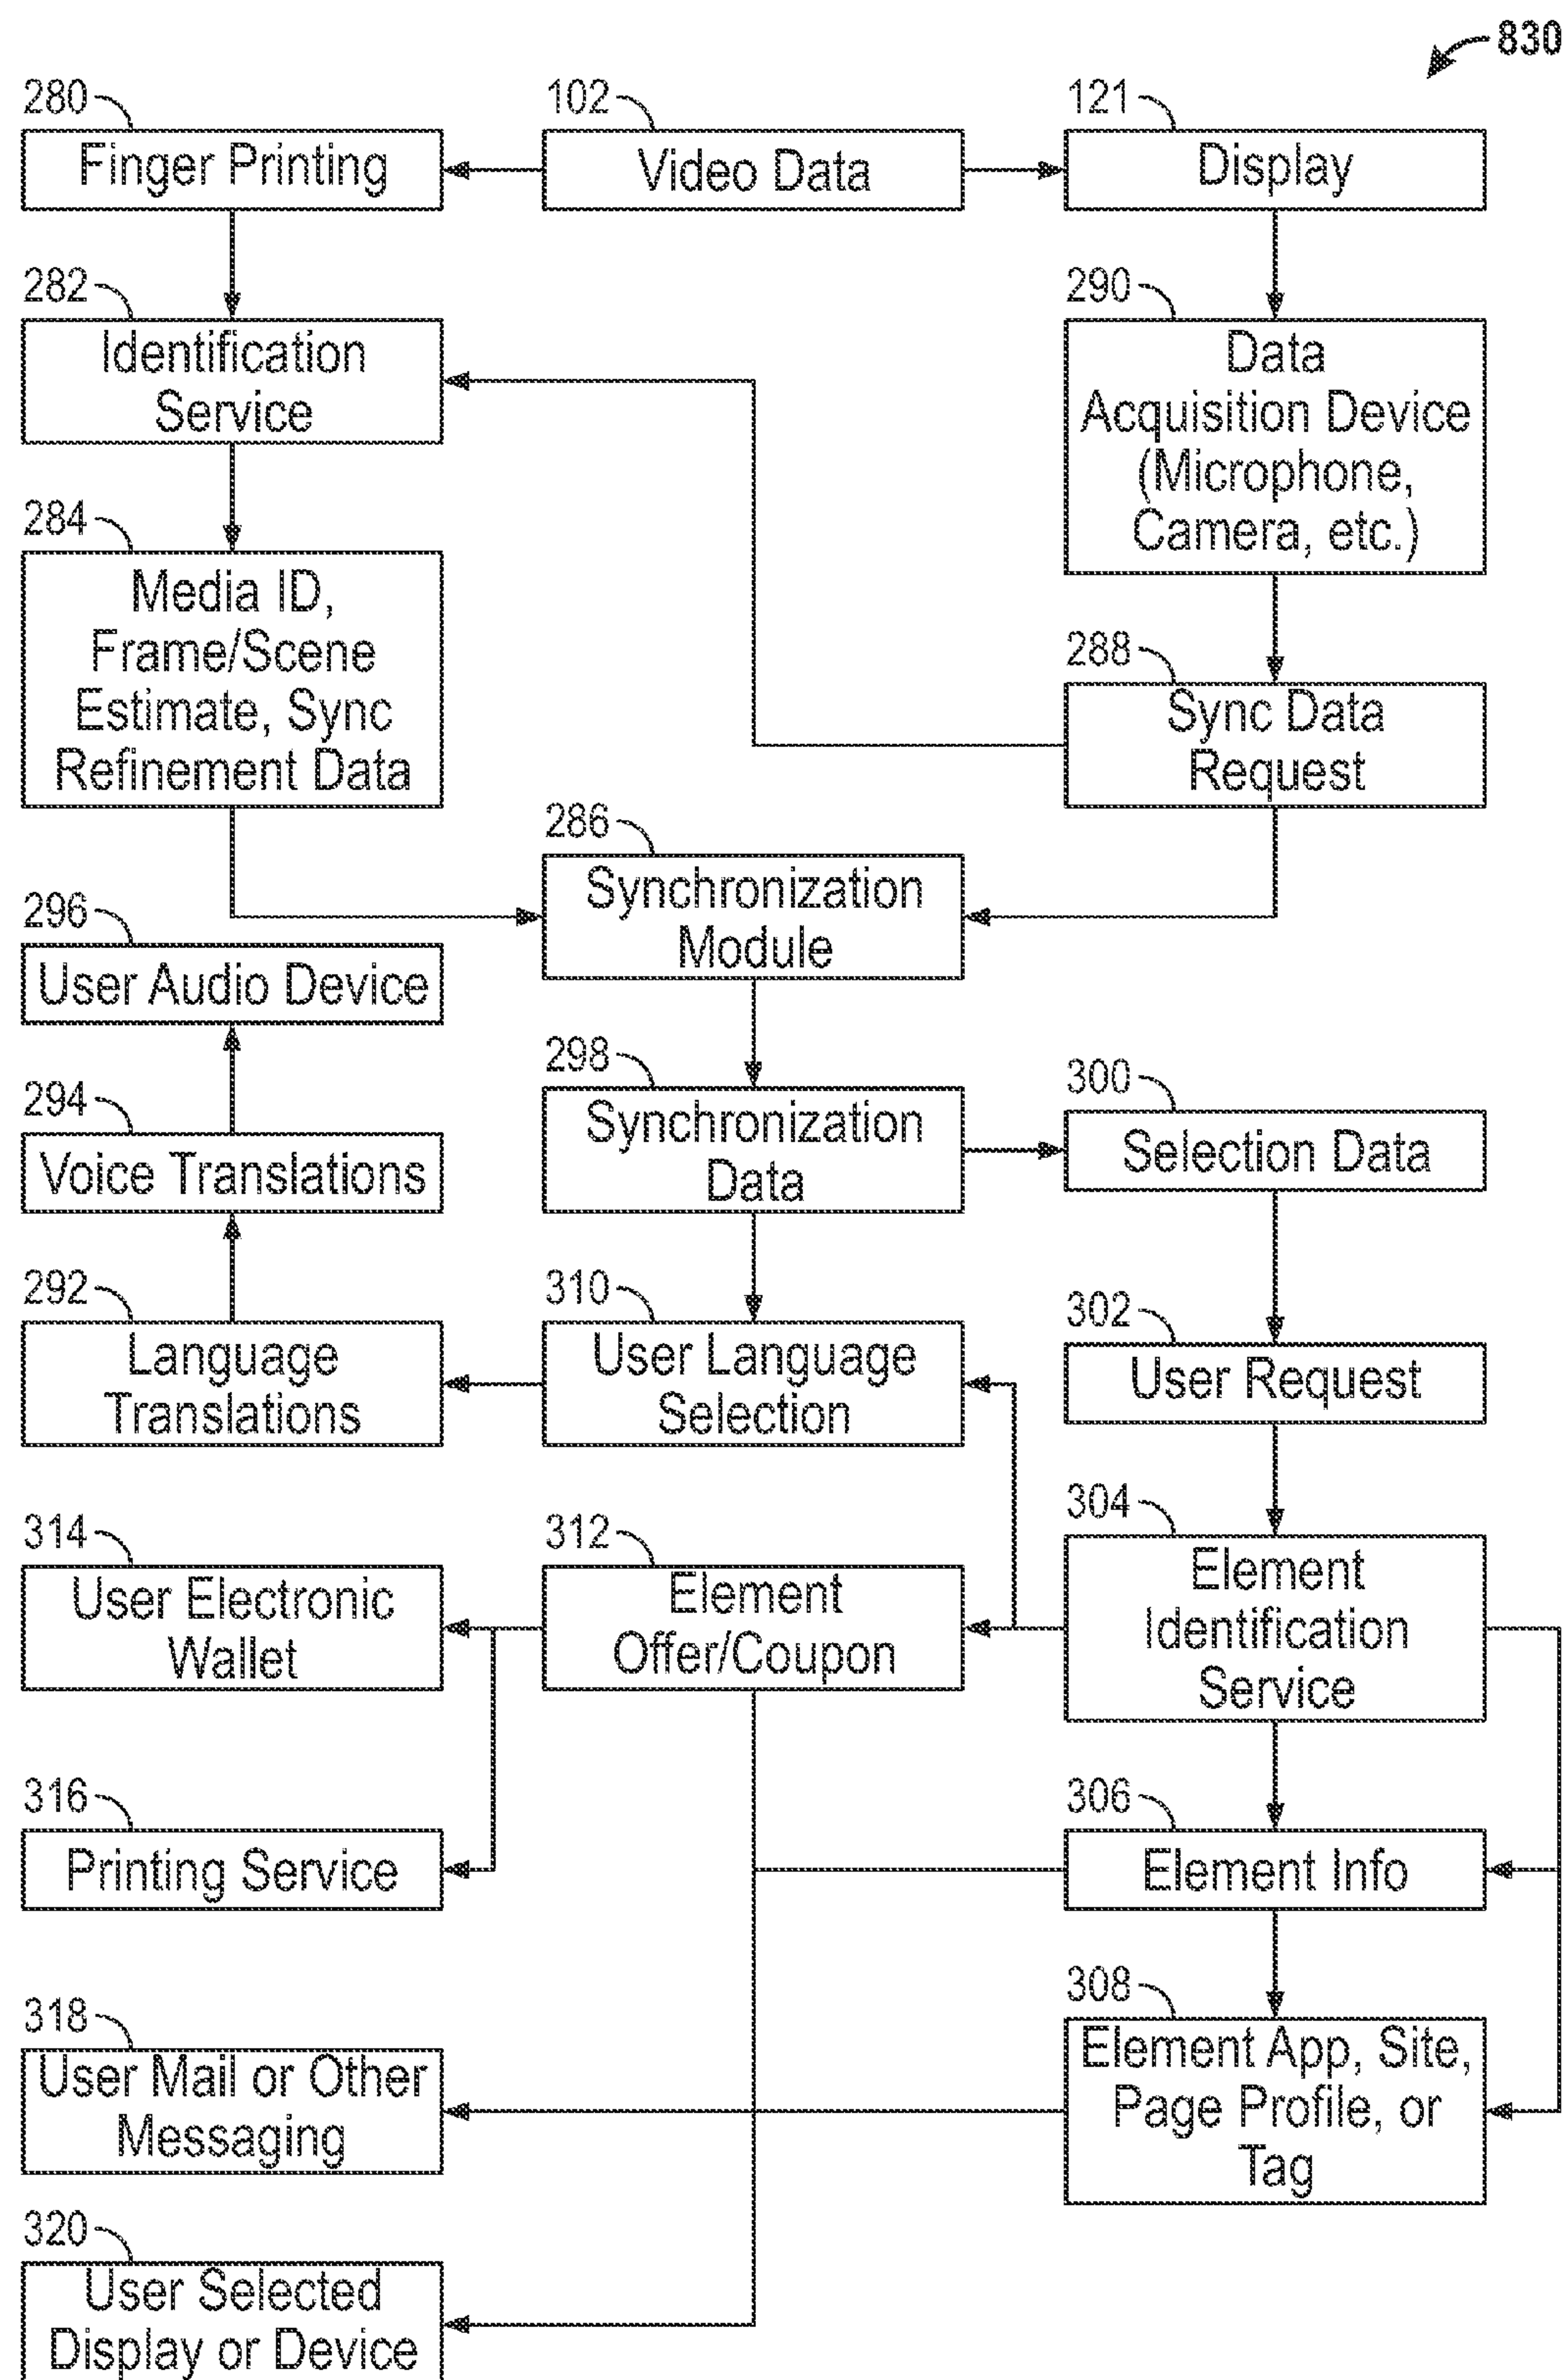 830
280
Finger Printing
102
Video Data
121
Display
282
Identification
Service
290
Data
Acquisition Device
(Microphone,
Camera, etc.)
284
Media ID,
Frame/Scene
Estimate, Sync
Refinement Data
288
Sync Data
Request
286
Synchronization
Module
296
User Audio Device
298
Synchronization
Data
300
Selection Data
294
Voice Translations
292
Language
Translations
310
User Language
Selection
302
User Request
304
Element
Identification
Service
314
User Electronic
Wallet
312
Element
Offer/Coupon
316
Printing Service
306
Element Info
318
User Mail or Other
Messaging
308
Element App, Site,
Page Profile, or
Tag
320
User Selected
Display or Device